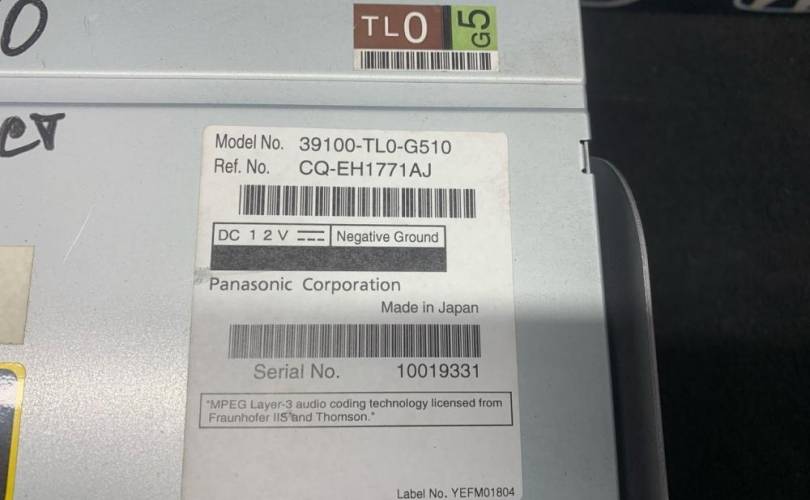 TL0
G5
Model No. 39100-TL0-G510
Ref. No. CQ-EH1771AJ
DC 12V
Negative Ground
Panasonic Corporation
Made in Japan
Serial No. 10019331
"MPEG Layer-3 audio coding technology licensed from
Fraunhofer IIS and Thomson."
Label No. YEFM01804